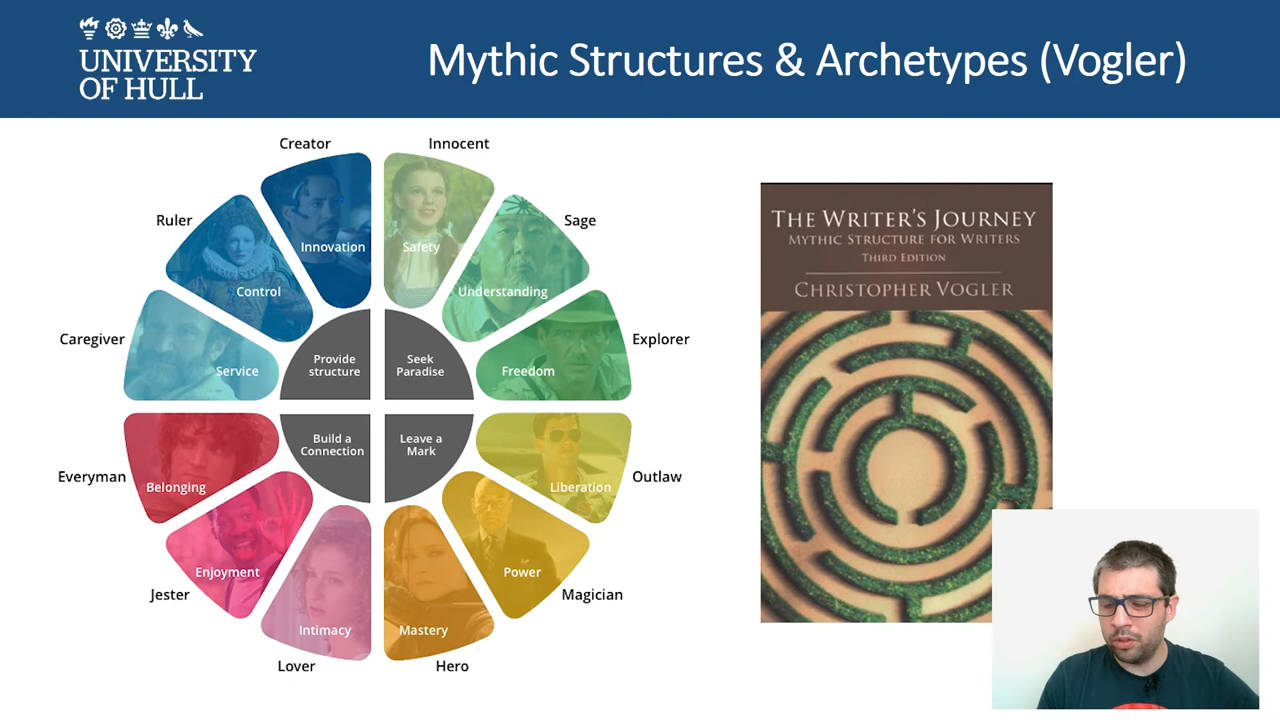 UNIVERSITY
OF HULL
Mythic Structures & Archetypes (Vogler)
Creator
Innocent
Ruler
Sage
Innovation
Safety
Control
Understanding
Caregiver
Explorer
Service
Provide
structure
Seek
Paradise
Freedom
Everyman
Build a
Connection
Leave a
Mark
Outlaw
Belonging
Liberation
Enjoyment
Power
Jester
Magician
Intimacy
Mastery
Lover
Hero
THE WRITER'S JOURNEY
MYTHIC STRUCTURE FOR WRITERS
THIRD EDITION
CHRISTOPHER VOGLER